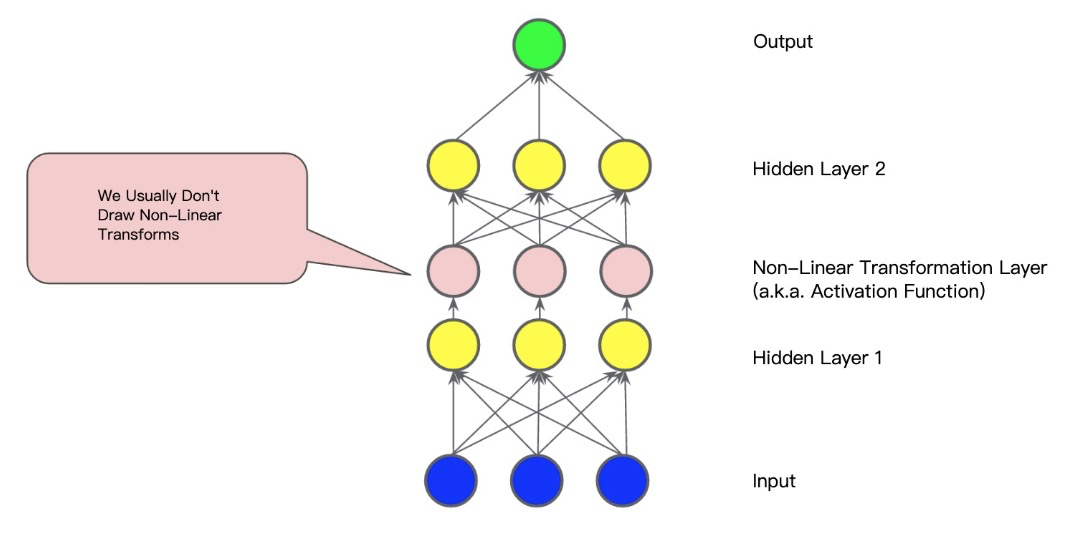 Output
Hidden Layer 2
We Usually Don't
Draw Non-Linear
Transforms
Non-Linear Transformation Layer
(a.k.a. Activation Function)
Hidden Layer 1
Input